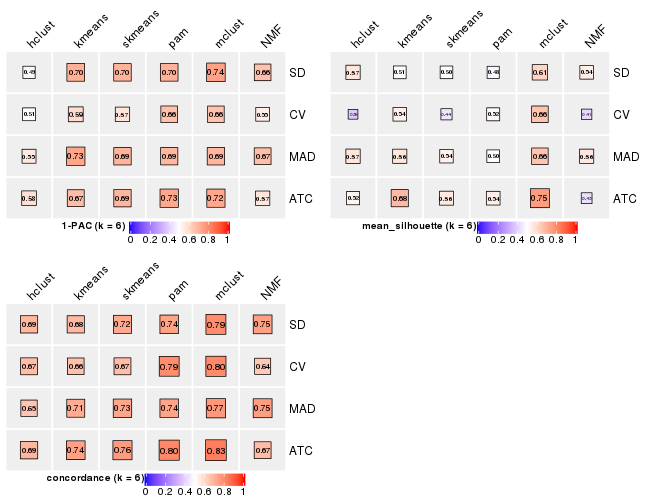 hclust kmeans skmeans pam mclust NMF
0.49 0.70 0.70 0.70 0.74 0.66 SD
0.51 0.59 0.57 0.66 0.66 0.55 CV
0.55 0.73 0.69 0.69 0.69 0.67 MAD
0.58 0.67 0.69 0.73 0.72 0.57 ATC
1-PAC (k = 6)
0 0.2 0.4 0.6 0.8 1
hclust kmeans skmeans pam mclust NMF
0.57 0.51 0.50 0.48 0.61 0.54 SD
0.54 0.44 0.52 0.66 CV
0.57 0.56 0.54 0.50 0.66 0.56 MAD
0.52 0.68 0.56 0.54 0.75 ATC
mean_silhouette (k = 6)
0 0.2 0.4 0.6 0.8 1
hclust kmeans skmeans pam mclust NMF
0.69 0.68 0.72 0.74 0.79 0.75 SD
0.67 0.66 0.67 0.79 0.80 0.64 CV
0.65 0.71 0.73 0.74 0.77 0.75 MAD
0.69 0.74 0.76 0.80 0.83 0.67 ATC
concordance (k = 6)
0 0.2 0.4 0.6 0.8 1